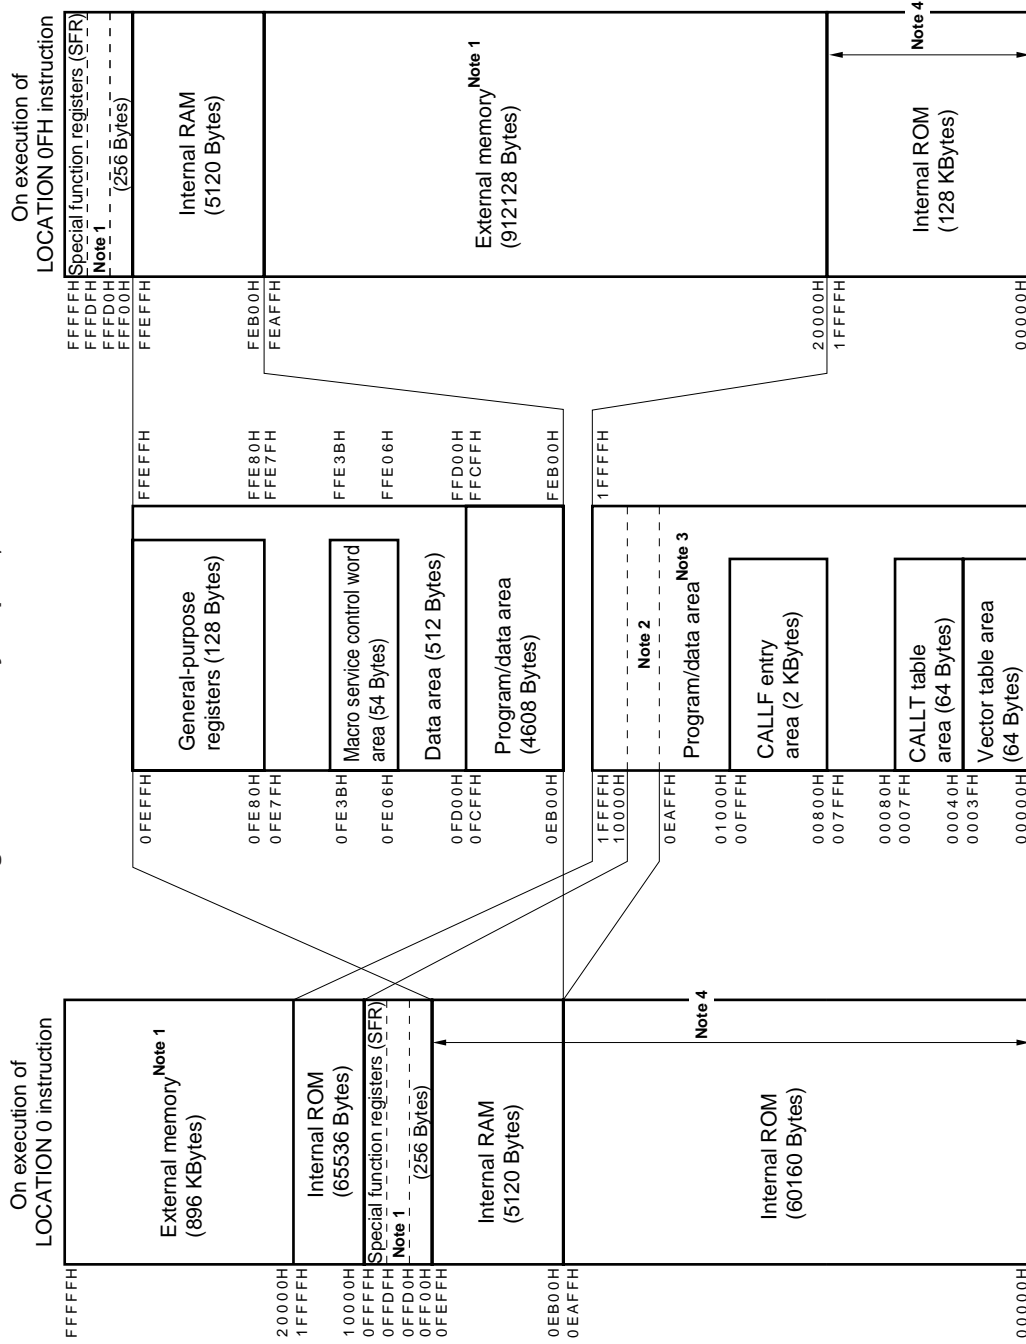 On execution of
LOCATION 0 instruction
FFFFFH
External memory Note 1
(896 KBytes)
20000H
1FFFFH
Internal ROM
(65536 Bytes)
10000H
0FFFFH
Special function registers (SFR)
0FFDFH
Note 1
0FFD0H
0FF00H
(256 Bytes)
0FEFFH
Internal RAM
(5120 Bytes)
0EB00H
0EAFFH
Note 4
Internal ROM
(60160 Bytes)
00000H
0FEFFH
General-purpose
registers (128 Bytes)
0FE80H
0FE7FH
0FE3BH
Macro service control word
area (54 Bytes)
0FE06H
Data area (512 Bytes)
0FD00H
0FCFFH
Program/data area
(4608 Bytes)
0EB00H
FFEFFH
FFE80H
FFE7FH
FFE3BH
FFE06H
FFD00H
FFCFFH
FEB00H
1FFFFH
1FFFFH
10000H
Note 2
0EAFFH
Program/data area Note 3
01000H
00FFFH
CALLF entry
area (2 KBytes)
00800H
007FFH
00080H
0007FH
CALLT table
area (64 Bytes)
00040H
0003FH
Vector table area
(64 Bytes)
00000H
On execution of
LOCATION 0FH instruction
FFFFFH
Special function registers (SFR)
FFFDFH
Note 1
FFFD0H
FFF00H
(256 Bytes)
FFEFFH
Internal RAM
(5120 Bytes)
FEB00H
FEAFFH
External memory Note 1
(912128 Bytes)
20000H
1FFFFH
Note 4
Internal ROM
(128 KBytes)
00000H